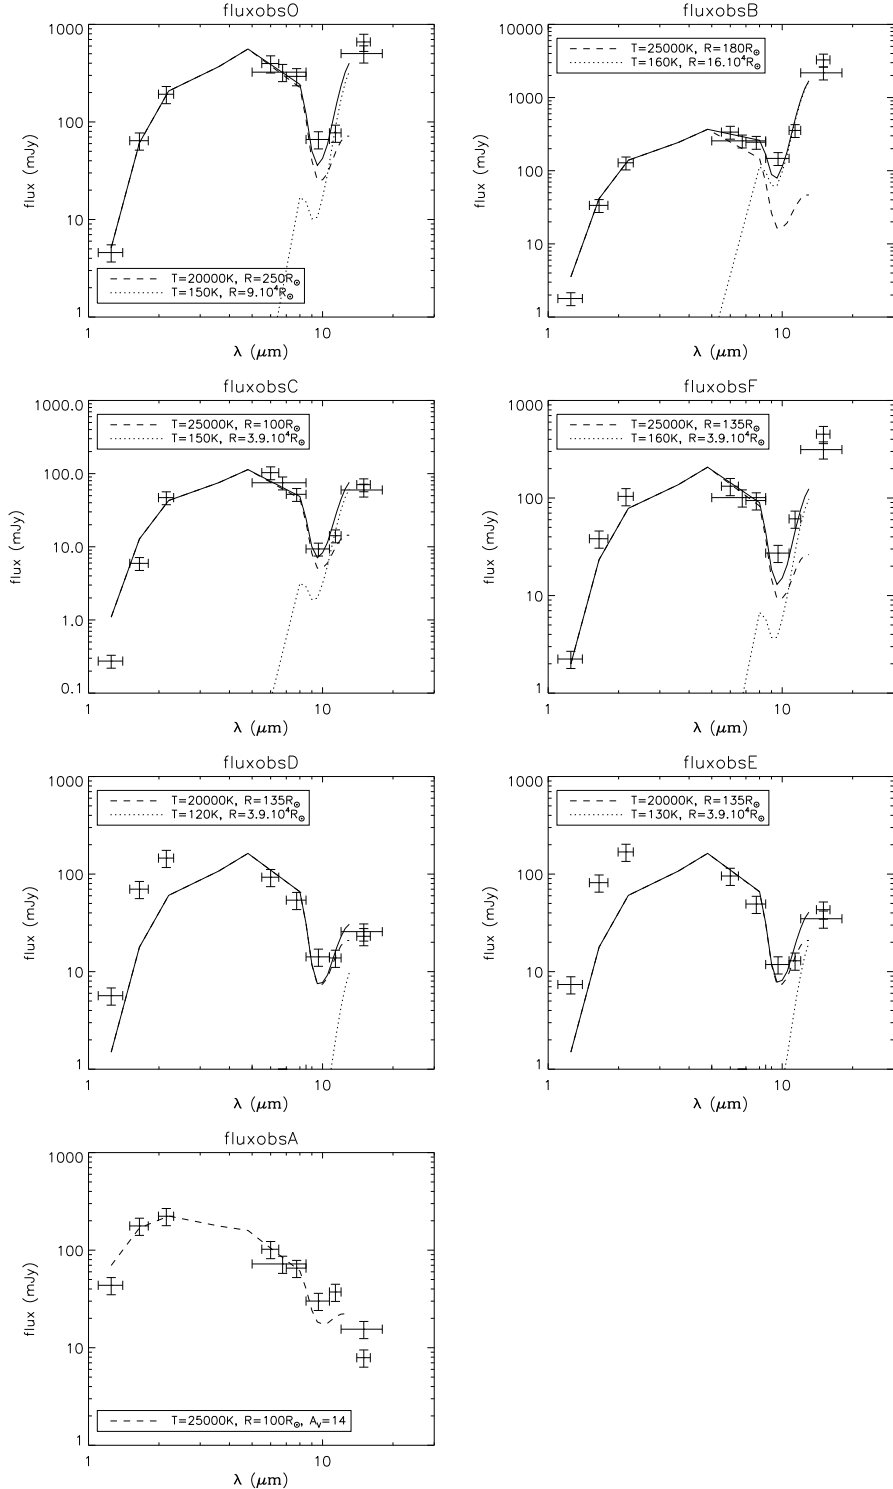 fluxobsO
1000
100
10
1
flux (mJy)
T=20000K, R=250R⊙
T=150K, R=9.10⁴R⊙
1
10
λ (μm)
fluxobsB
10000
1000
100
10
1
flux (mJy)
T=25000K, R=180R⊙
T=160K, R=16.10⁴R⊙
1
10
λ (μm)
fluxobsC
1000.0
100.0
10.0
1.0
0.1
flux (mJy)
T=25000K, R=100R⊙
T=150K, R=3.9.10⁴R⊙
1
10
λ (μm)
fluxobsF
1000
100
10
1
flux (mJy)
T=25000K, R=135R⊙
T=160K, R=3.9.10⁴R⊙
1
10
λ (μm)
fluxobsD
1000
100
10
1
flux (mJy)
T=20000K, R=135R⊙
T=120K, R=3.9.10⁴R⊙
1
10
λ (μm)
fluxobsE
1000
100
10
1
flux (mJy)
T=20000K, R=135R⊙
T=130K, R=3.9.10⁴R⊙
1
10
λ (μm)
fluxobsA
1000
100
10
1
flux (mJy)
T=25000K, R=100R⊙, Aᵥ=14
1
10
λ (μm)